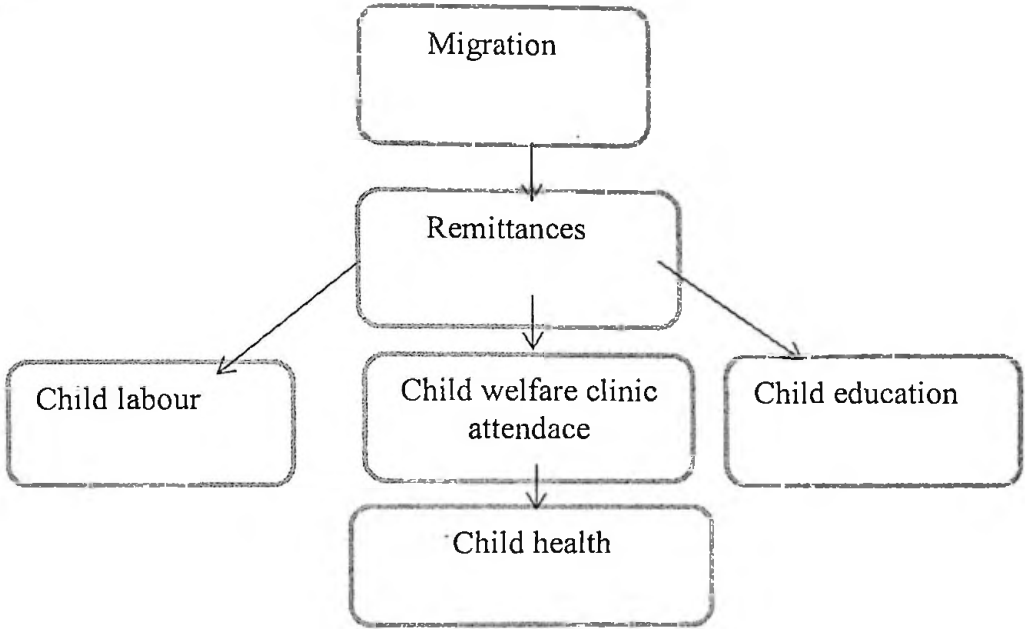 Migration
Remittances
Child labour
Child welfare clinic
attendace
Child education
Child health